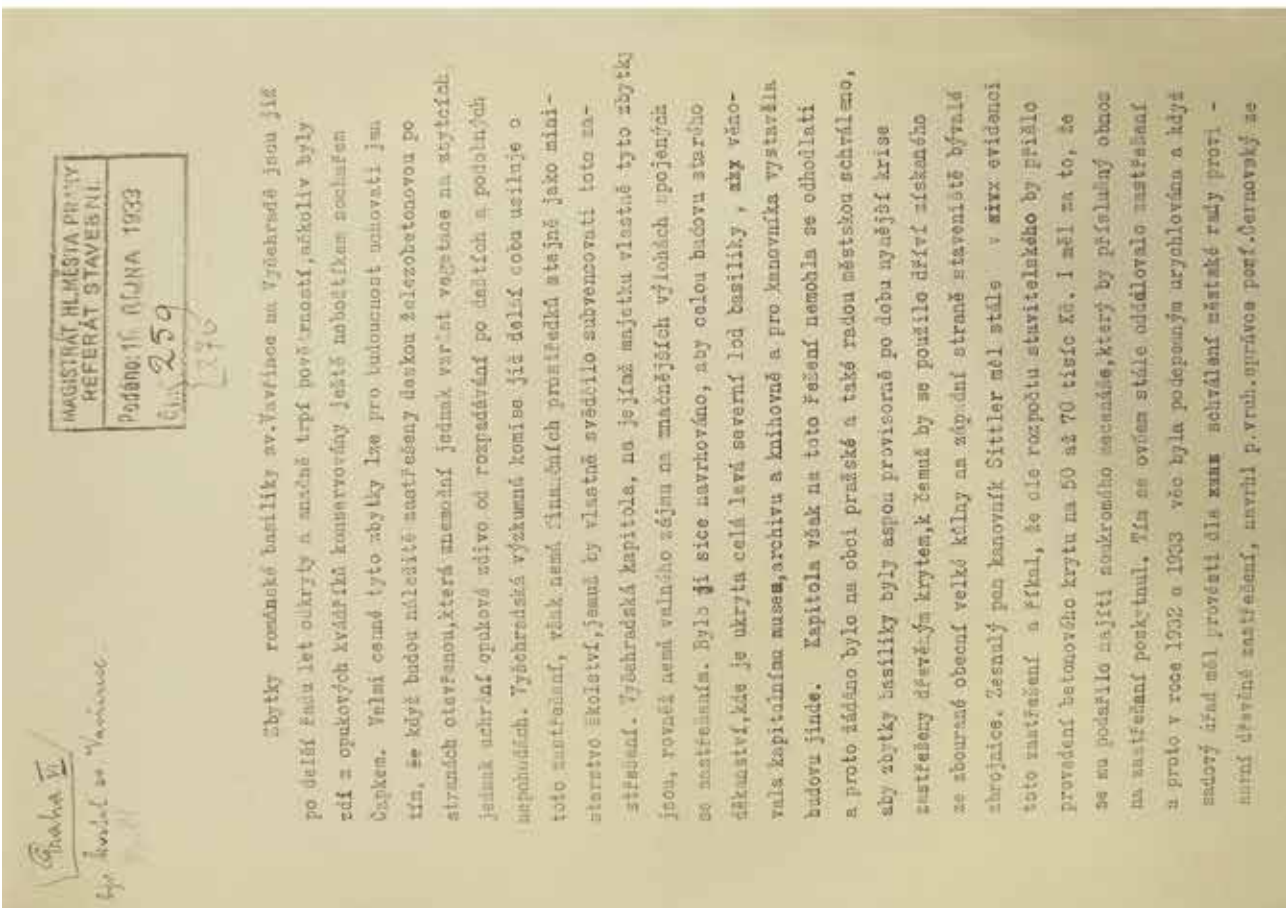 Praha VI
MAGISTRÁT HL.MĚSTA PRAHY
REFERÁT STAVEBNÍ.
Podáno: 16 ŘÍJNA 1933
Čís. 259
Zbytky románské basiliky sv.Vavřince na Vyšehradě jsou již
po delší řadu let odkryty a značně trpí povětrností,ačkoliv byly
zdí z opukových kvádříků konservovány ještě nebožtíkem sochařem
Čapkem. Velmi cenné tyto zbytky lze pro budoucnost uchovati jen
tím, že když budou náležitě zastřešeny deskou železobetonovou po
stranách otevřenou,která znemožní jednak varůst vegetace na zbytcích
jednak uchrání opukové zdivo od rozpadávání po deštích a podobných
nepohodách. Vyšehradská výzkumná komise již delší dobu usiluje o
toto zastřešení, však nemá finančních prostředků stejně jako mini-
sterstvo školství,jemuž by vlastně svědčilo subvencovati toto za-
střešení. Vyšehradská kapitola, na jejímž majetku vlastně tyto zbytky
jsou, rovněž nemá valného zájmu na značnějších výlohách spojených
se zastřešením. Bylo jí sice navrhováno, aby celou budovu starého
děkanství,kde je ukryta celá levá severní loď basiliky , aby věno-
vala kapitolnímu museu,archivu a knihovně a pro kanovníka vystavěla
budovu jinde. Kapitola však na toto řešení nemohla se odhodlati
a proto žádáno bylo na obci pražské a také radou městskou schváleno,
aby zbytky basiliky byly aspoň provisorně po dobu nynější krise
zastřešeny dřevěným krytem,k čemuž by se použilo dříví získaného
ze zbourané obecní velké kůlny na západní straně staveniště bývalé
zbrojnice. Zesnulý pan kanovník Sittler měl stále v xixx evidenci
toto zastřešení a říkal, že dle rozpočtu stavitelského by přišlo
provedení betonového krytu na 50 až 70 tisíc Kč. I měl za to, že
se mu podařilo najíti soukromého mecenáše,který by příslušný obnos
na zastřešení poskytnul. Tím se ovšem stále oddalovalo zastřešení
a proto v roce 1932 a 1933 věc byla podepsaným urychlována a když
sadový úřad měl provésti dle xxxx schválení městské rady provi -
sorní dřevěné zastřešení, navrhl p.vrch.správce posf.Černovský ze